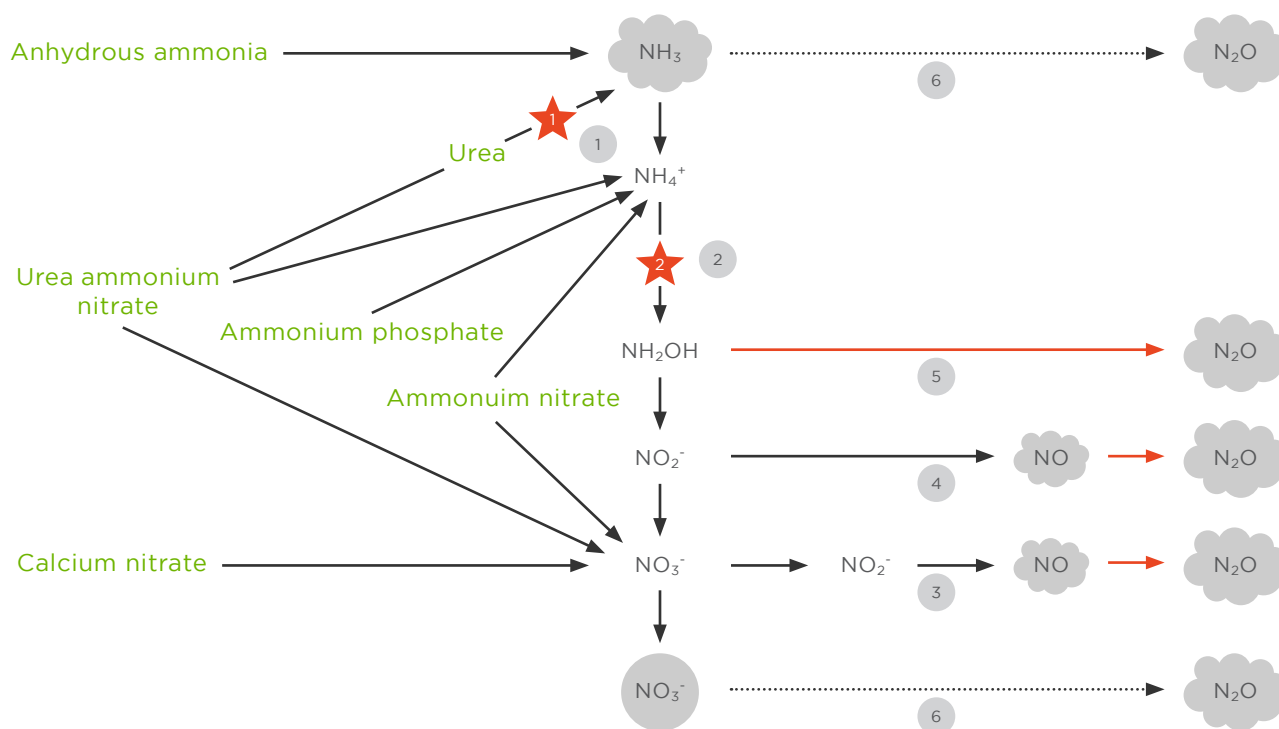 Anhydrous ammonia
NH₃
6
N₂O
1
1
Urea
NH₄⁺
2
2
Urea ammonium
nitrate
Ammonium phosphate
NH₂OH
5
N₂O
Ammonuim nitrate
NO₂⁻
4
NO
N₂O
Calcium nitrate
NO₃⁻
NO₂⁻
3
NO
N₂O
NO₃⁻
6
N₂O